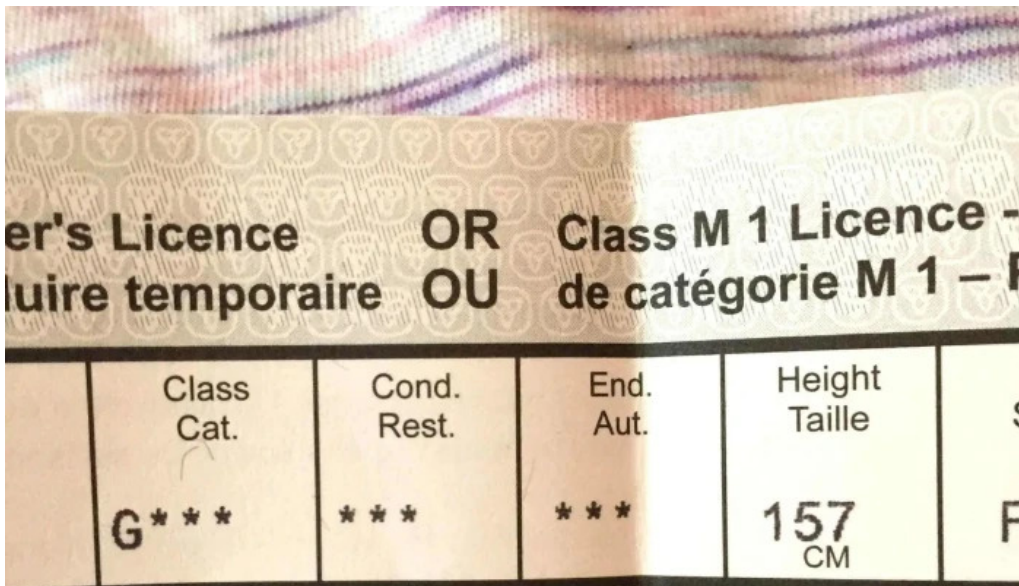 er's Licence OR Class M 1 Licence -
uire temporaire OU de catégorie M 1 –
Class Cond. End. Height
Cat. Rest. Aut. Taille
G*** *** *** 157
CM